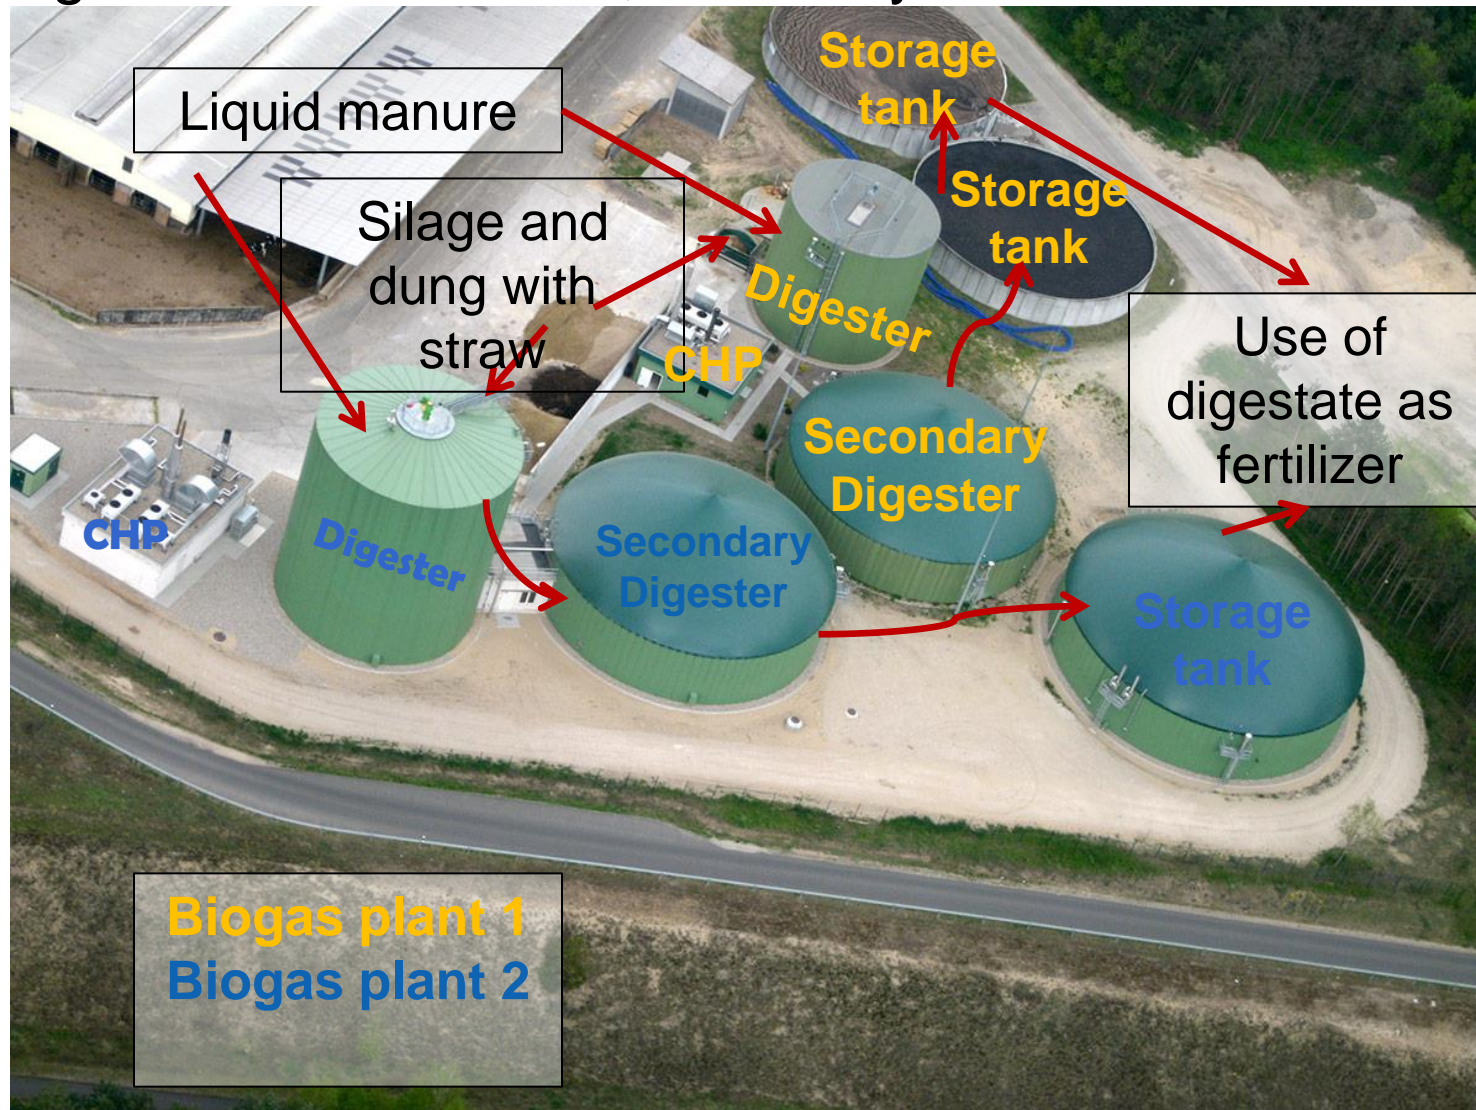 Storage
tank
Liquid manure
Storage
tank
Silage and
dung with
straw
Digester
CHP
Use of
digestate as
fertilizer
Secondary
Digester
CHP
Digester
Secondary
Digester
Storage
tank
Biogas plant 1
Biogas plant 2